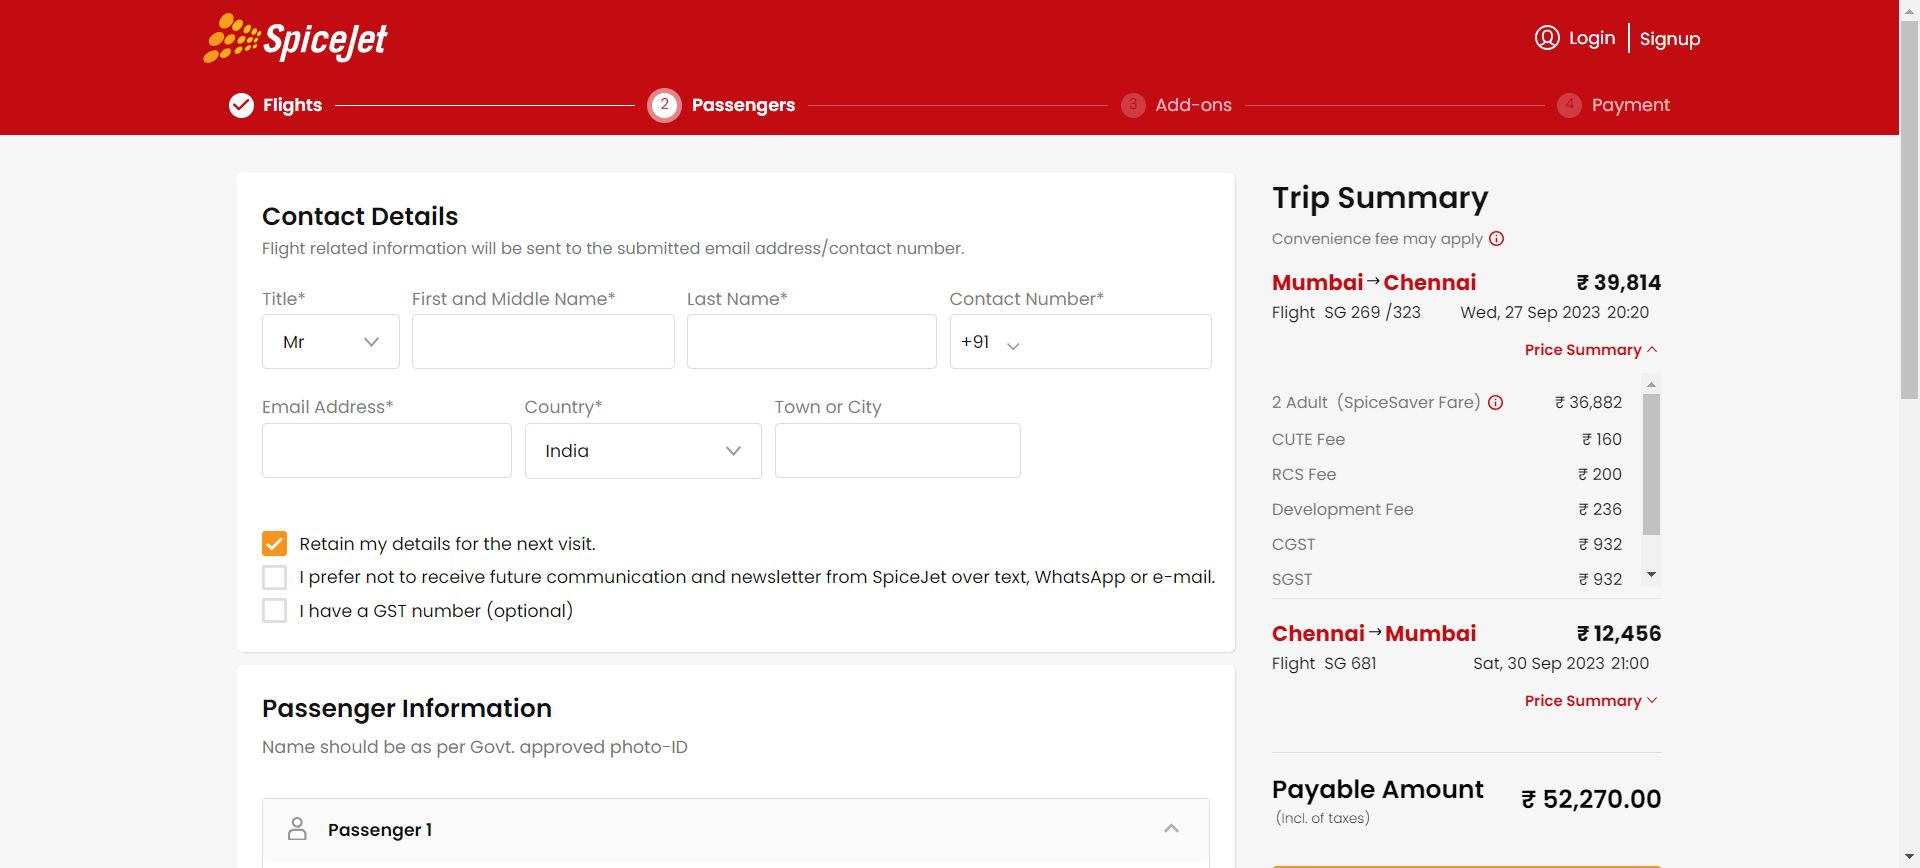 SpiceJet
Login Signup
Flights 2 Passengers 3 Add-ons 4 Payment
Contact Details
Flight related information will be sent to the submitted email address/contact number.
Title* First and Middle Name* Last Name* Contact Number*
Mr +91
Email Address* Country* Town or City
India
Retain my details for the next visit.
I prefer not to receive future communication and newsletter from SpiceJet over text, WhatsApp or e-mail.
I have a GST number (optional)
Passenger Information
Name should be as per Govt. approved photo-ID
Passenger 1
Trip Summary
Convenience fee may apply
Mumbai → Chennai ₹ 39,814
Flight SG 269 /323 Wed, 27 Sep 2023 20:20
Price Summary
2 Adult (SpiceSaver Fare) ₹ 36,882
CUTE Fee ₹ 160
RCS Fee ₹ 200
Development Fee ₹ 236
CGST ₹ 932
SGST ₹ 932
Chennai → Mumbai ₹ 12,456
Flight SG 681 Sat, 30 Sep 2023 21:00
Price Summary
Payable Amount ₹ 52,270.00
(Incl. of taxes)